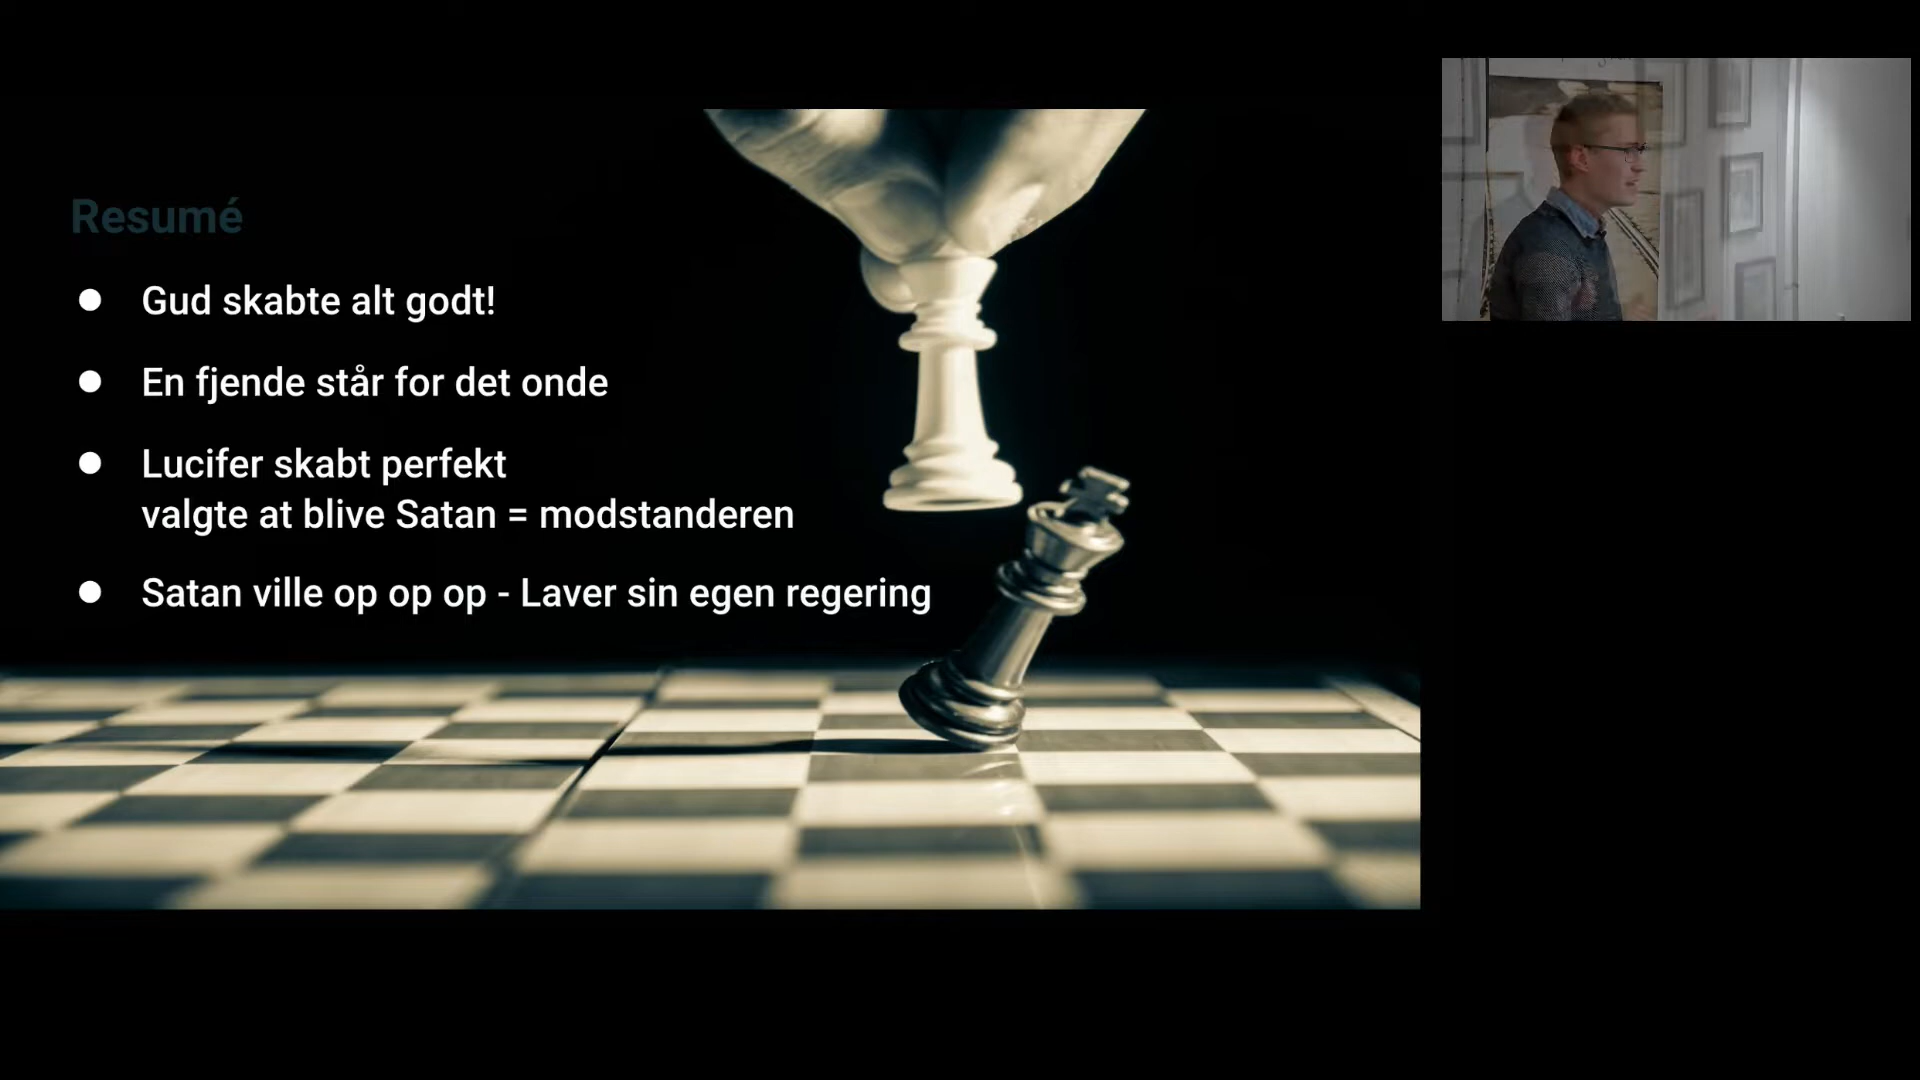 Resumé
● Gud skabte alt godt!
● En fjende står for det onde
● Lucifer skabt perfekt
valgte at blive Satan = modstanderen
● Satan ville op op op - Laver sin egen regering